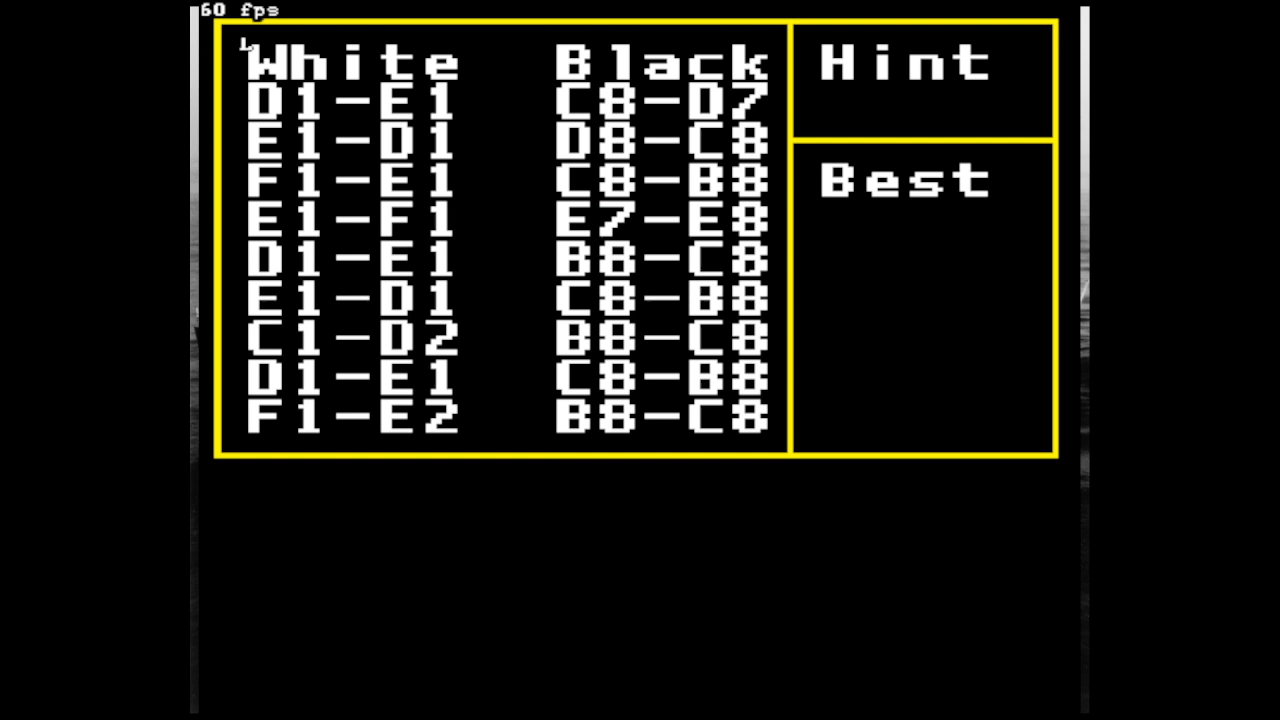 60 fps
White Black Hint
D1-E1 C8-D7
E1-D1 D8-C8
F1-E1 C8-B8 Best
E1-F1 E7-E8
D1-E1 B8-C8
E1-D1 C8-B8
C1-D2 B8-C8
D1-E1 C8-B8
F1-E2 B8-C8